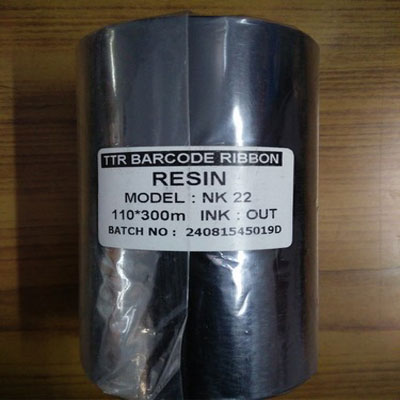 TTR BARCODE RIBBON
RESIN
MODEL : NK 22
110*300m INK : OUT
BATCH NO : 24081545019D